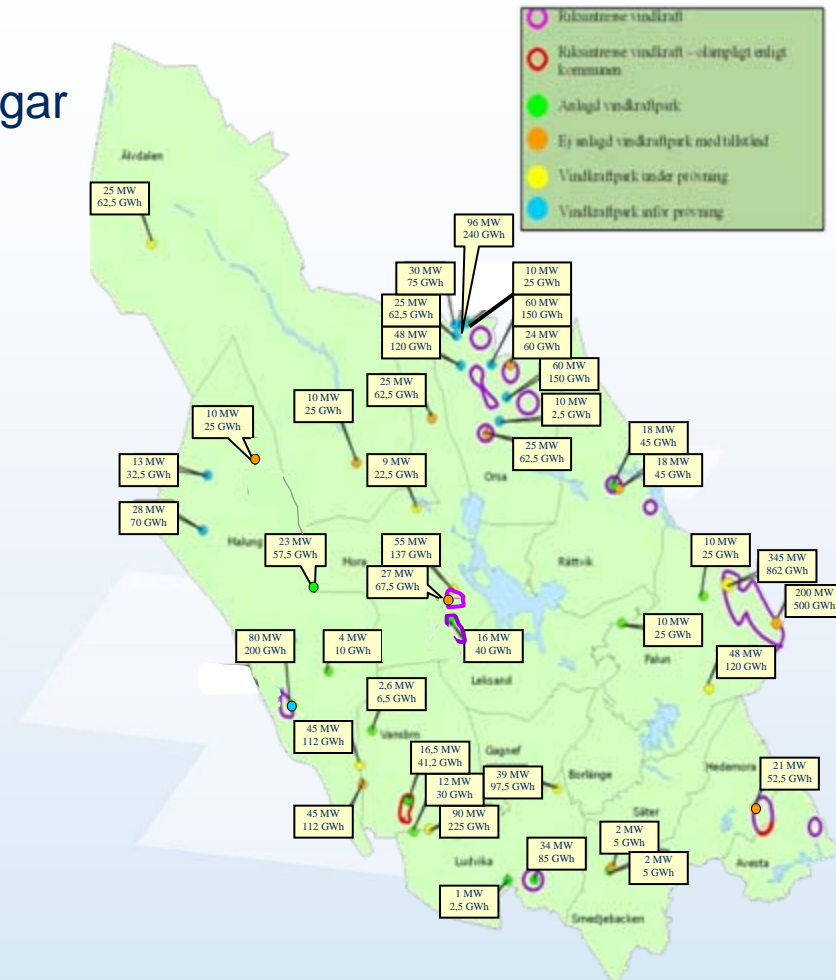 gar
Riksintresse vindkraft
Riksintresse vindkraft – olämpligt enligt
kommunen
Anlagd vindkraftpark
Ej anlagd vindkraftpark med tillstånd
Vindkraftpark under prövning
Vindkraftpark inför prövning
Älvdalen
25 MW
62,5 GWh
96 MW
240 GWh
30 MW
75 GWh
10 MW
25 GWh
25 MW
62,5 GWh
60 MW
150 GWh
48 MW
120 GWh
24 MW
60 GWh
60 MW
150 GWh
25 MW
62,5 GWh
10 MW
25 GWh
10 MW
2,5 GWh
10 MW
25 GWh
25 MW
62,5 GWh
18 MW
45 GWh
18 MW
45 GWh
13 MW
32,5 GWh
9 MW
22,5 GWh
Orsa
28 MW
70 GWh
Malung
23 MW
57,5 GWh
Mora
55 MW
137 GWh
Rättvik
10 MW
25 GWh
345 MW
862 GWh
27 MW
67,5 GWh
200 MW
500 GWh
80 MW
200 GWh
4 MW
10 GWh
16 MW
40 GWh
10 MW
25 GWh
Falun
48 MW
120 GWh
Leksand
2,6 MW
6,5 GWh
45 MW
112 GWh
Vansbro
16,5 MW
41,2 GWh
Gagnef
12 MW
30 GWh
39 MW
97,5 GWh
Borlänge
Hedemora
21 MW
52,5 GWh
45 MW
112 GWh
90 MW
225 GWh
Säter
2 MW
5 GWh
2 MW
5 GWh
Avesta
Ludvika
34 MW
85 GWh
1 MW
2,5 GWh
Smedjebacken